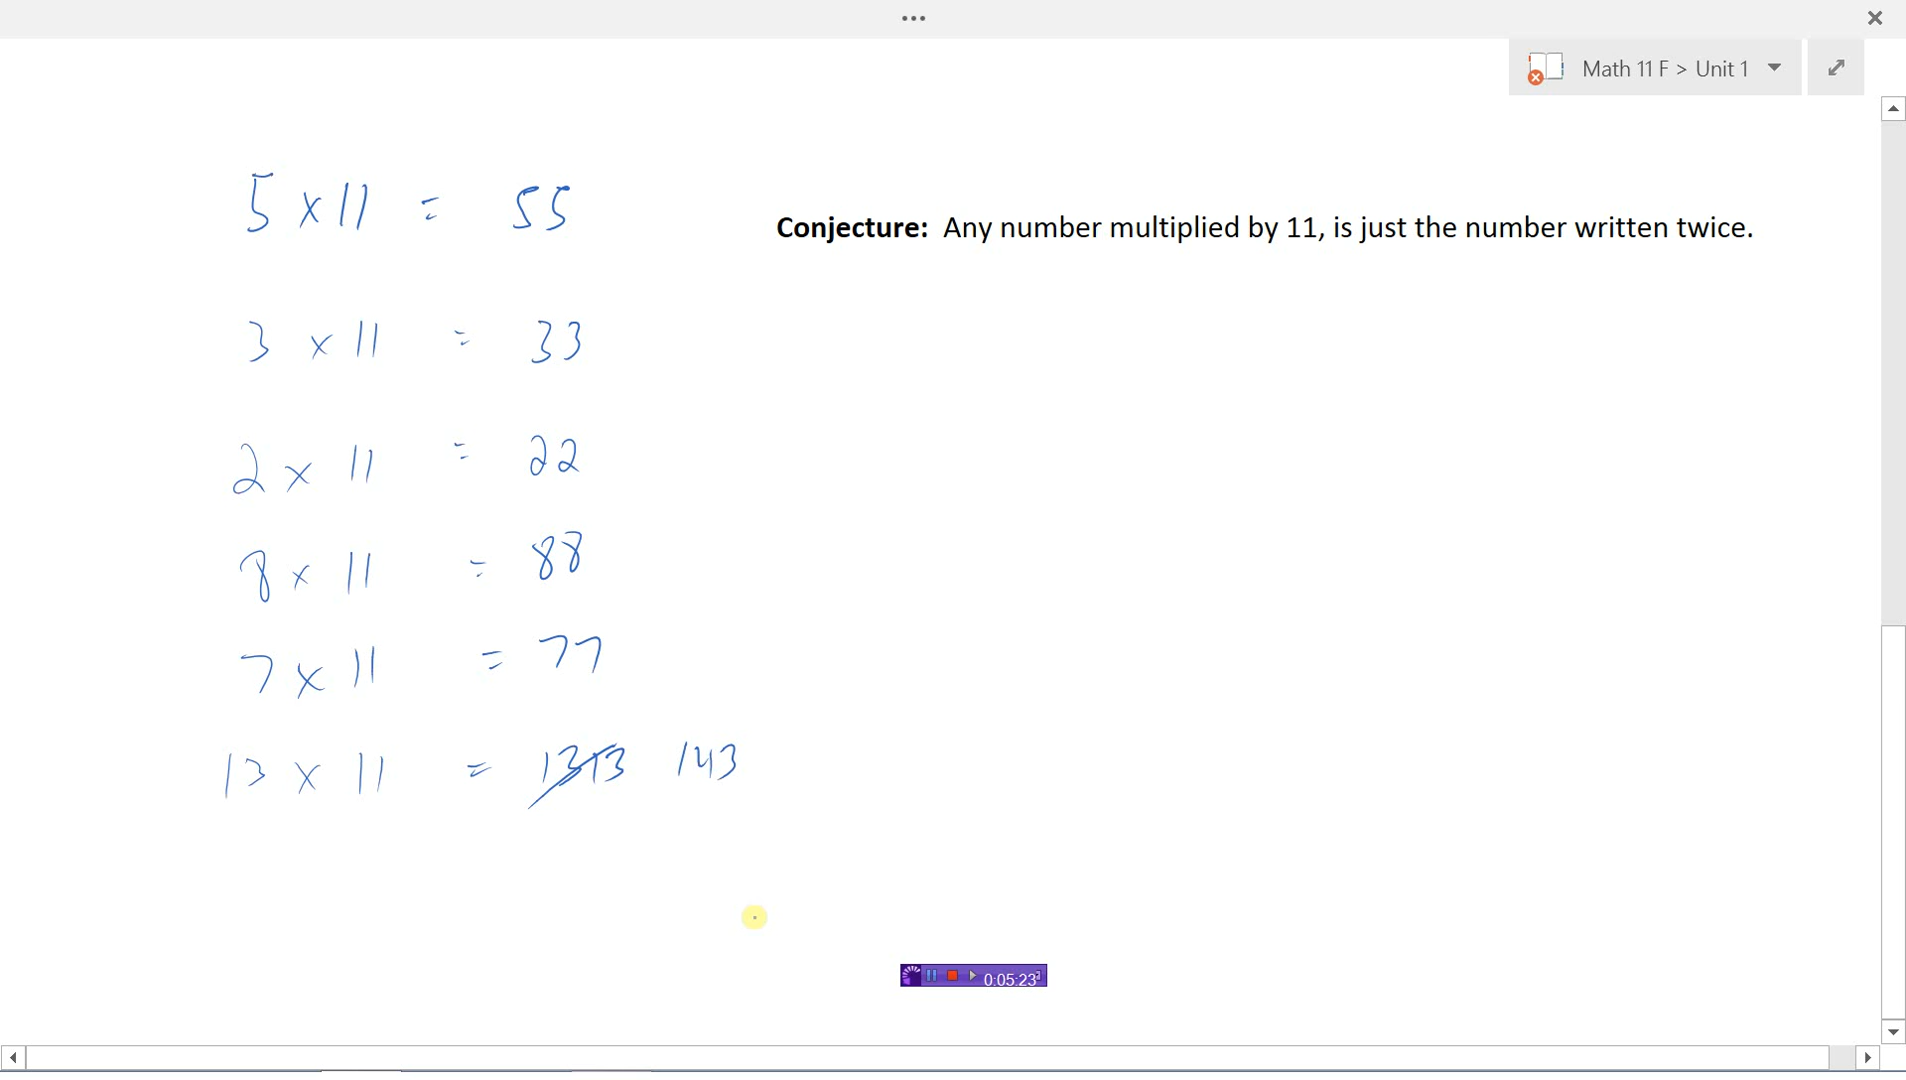 Math 11 F > Unit 1
5 x 11 = 55
Conjecture: Any number multiplied by 11, is just the number written twice.
3 x 11 = 33
2 x 11 = 22
8 x 11 = 88
7 x 11 = 77
13 x 11 = 1313 143
0:05:23